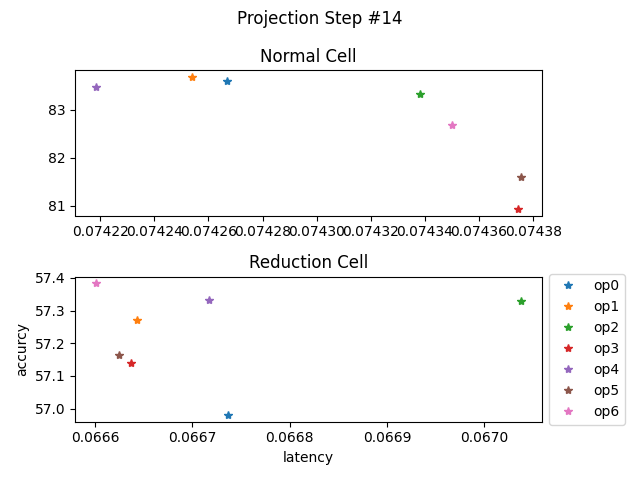 Projection Step #14
Normal Cell
83
82
81
0.07422 0.07424 0.07426 0.07428 0.07430 0.07432 0.07434 0.07436 0.07438
Reduction Cell
57.4
57.3
57.2
57.1
57.0
accurcy
0.0666 0.0667 0.0668 0.0669 0.0670
latency
op0
op1
op2
op3
op4
op5
op6